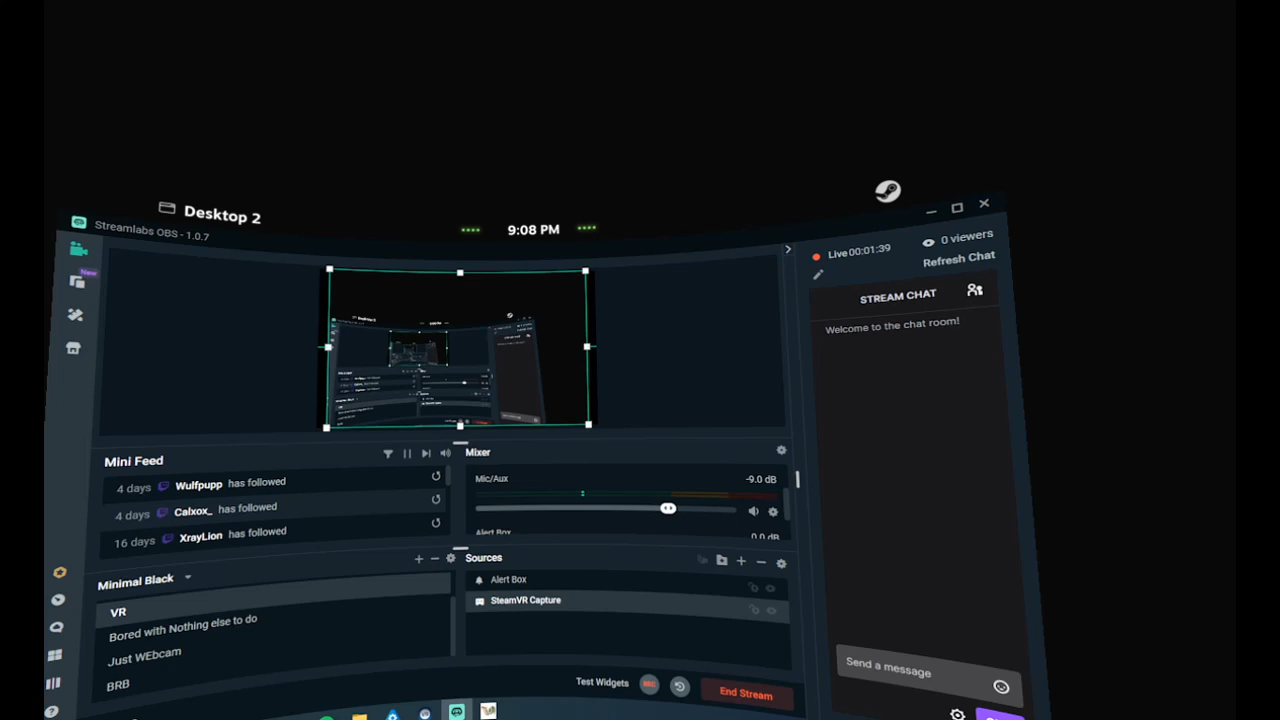 Desktop 2
9:08 PM
Streamlabs OBS - 1.0.7
New
Live 00:01:39
0 viewers
Refresh Chat
STREAM CHAT
Welcome to the chat room!
Mini Feed
4 days Wulfpupp has followed
4 days Calxox_ has followed
16 days XrayLion has followed
Mixer
Mic/Aux
-9.0 dB
Alert Box
0.0 dB
Minimal Black
VR
Bored with Nothing else to do
Just WEbcam
BRB
Sources
Alert Box
SteamVR Capture
Test Widgets
REC
End Stream
Send a message